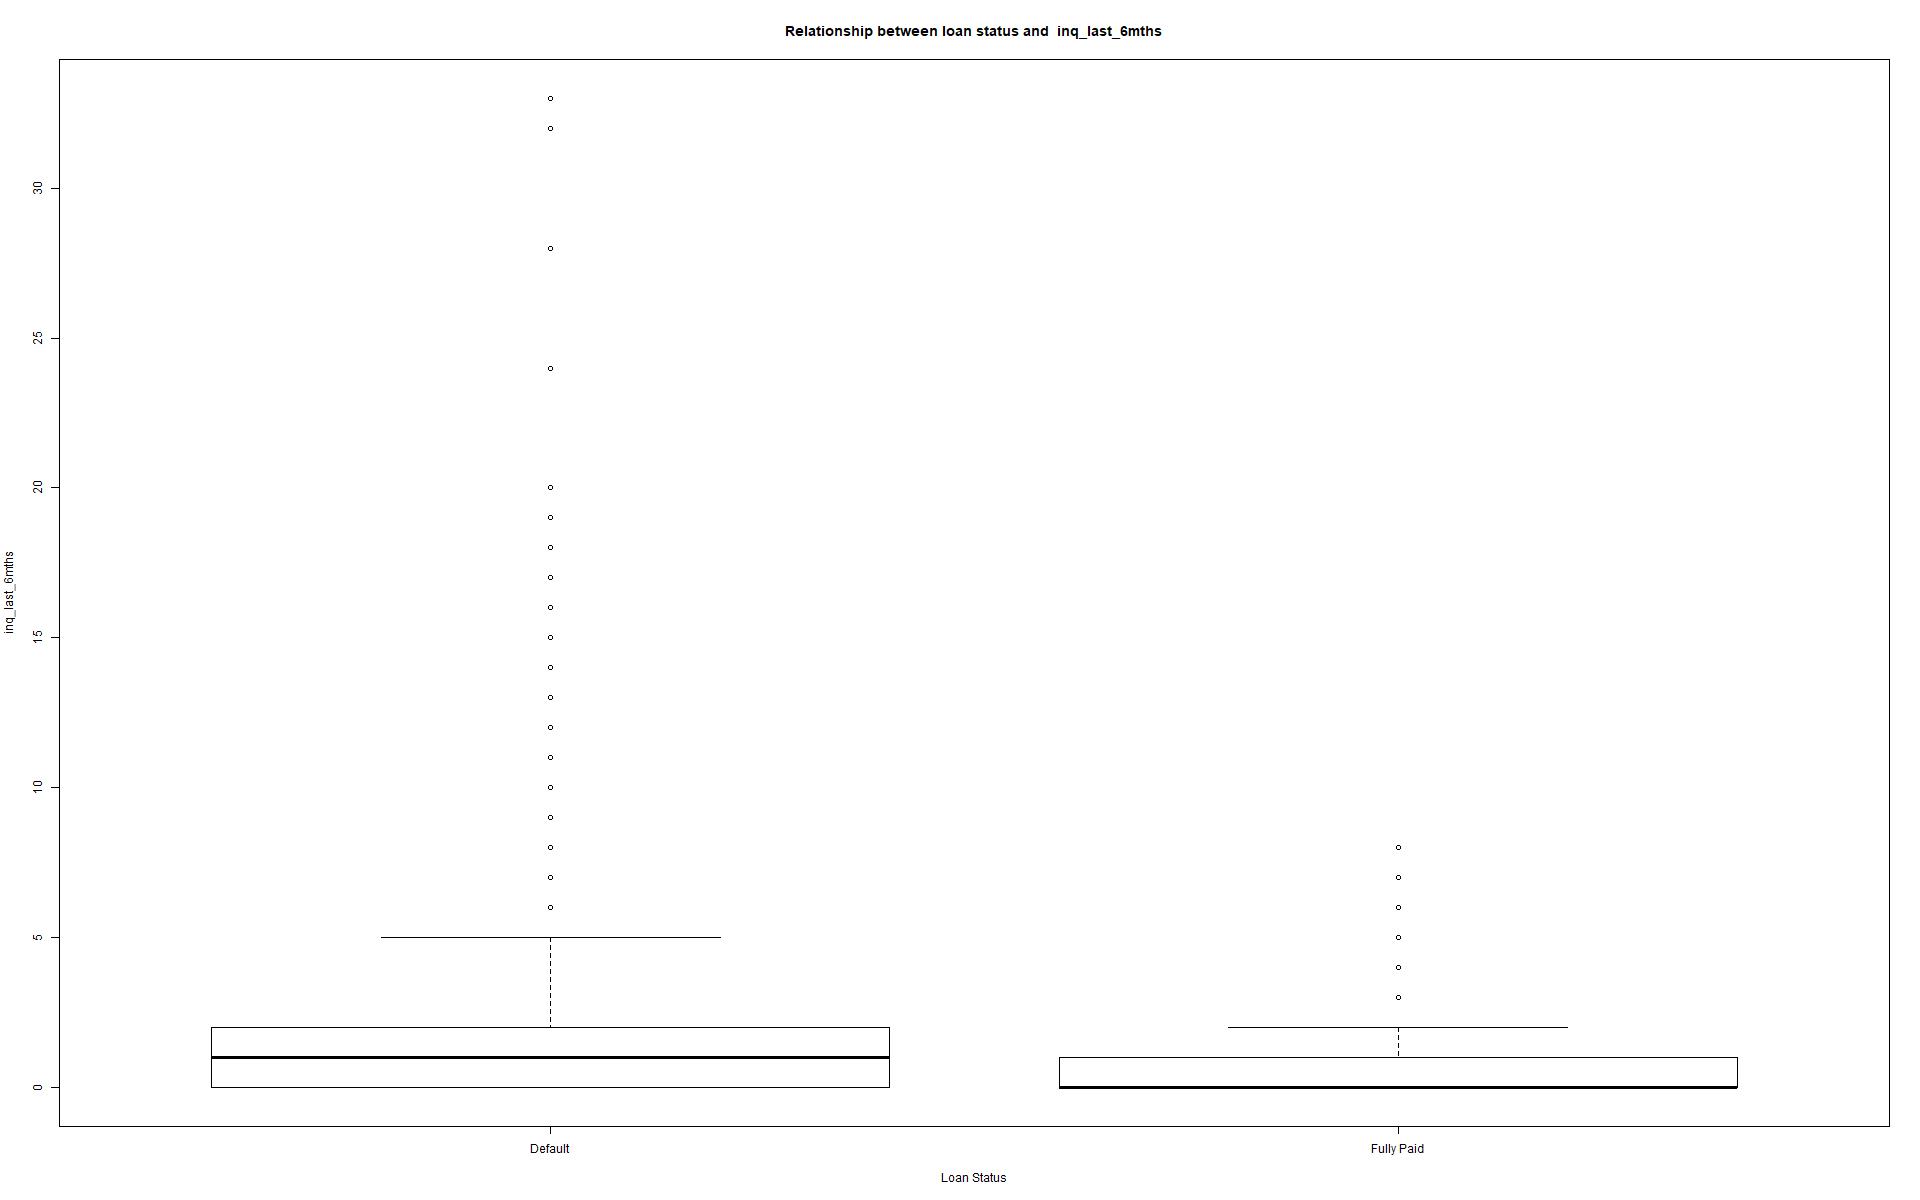 Relationship between loan status and  inq_last_6mths
30
25
20
15
10
5
0
inq_last_6mths
Default
Fully Paid
Loan Status